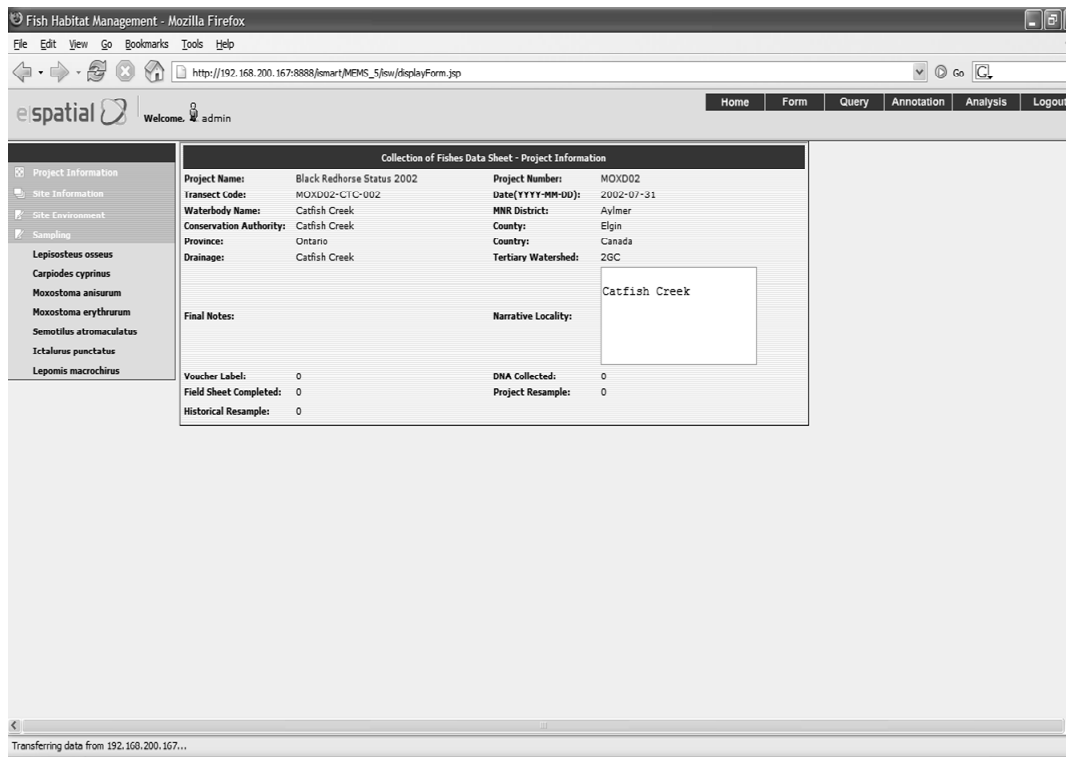 Fish Habitat Management - Mozilla Firefox
File Edit View Go Bookmarks Tools Help
http://192.168.200.167:8888/ismart/MEMS_5/isw/displayForm.jsp Go
e|spatial Welcome, admin
Home Form Query Annotation Analysis Logout
Collection of Fishes Data Sheet - Project Information
Project Information
Site Information
Site Environment
Sampling
Lepisosteus osseus
Carpiodes cyprinus
Moxostoma anisurum
Moxostoma erythrurum
Semotilus atromaculatus
Ictalurus punctatus
Lepomis macrochirus
Project Name: Black Redhorse Status 2002 Project Number: MOXD02
Transect Code: MOXD02-CTC-002 Date(YYYY-MM-DD): 2002-07-31
Waterbody Name: Catfish Creek MNR District: Aylmer
Conservation Authority: Catfish Creek County: Elgin
Province: Ontario Country: Canada
Drainage: Catfish Creek Tertiary Watershed: 2GC
Catfish Creek
Final Notes: Narrative Locality:
Voucher Label: 0 DNA Collected: 0
Field Sheet Completed: 0 Project Resample: 0
Historical Resample: 0
Transferring data from 192.168.200.167...